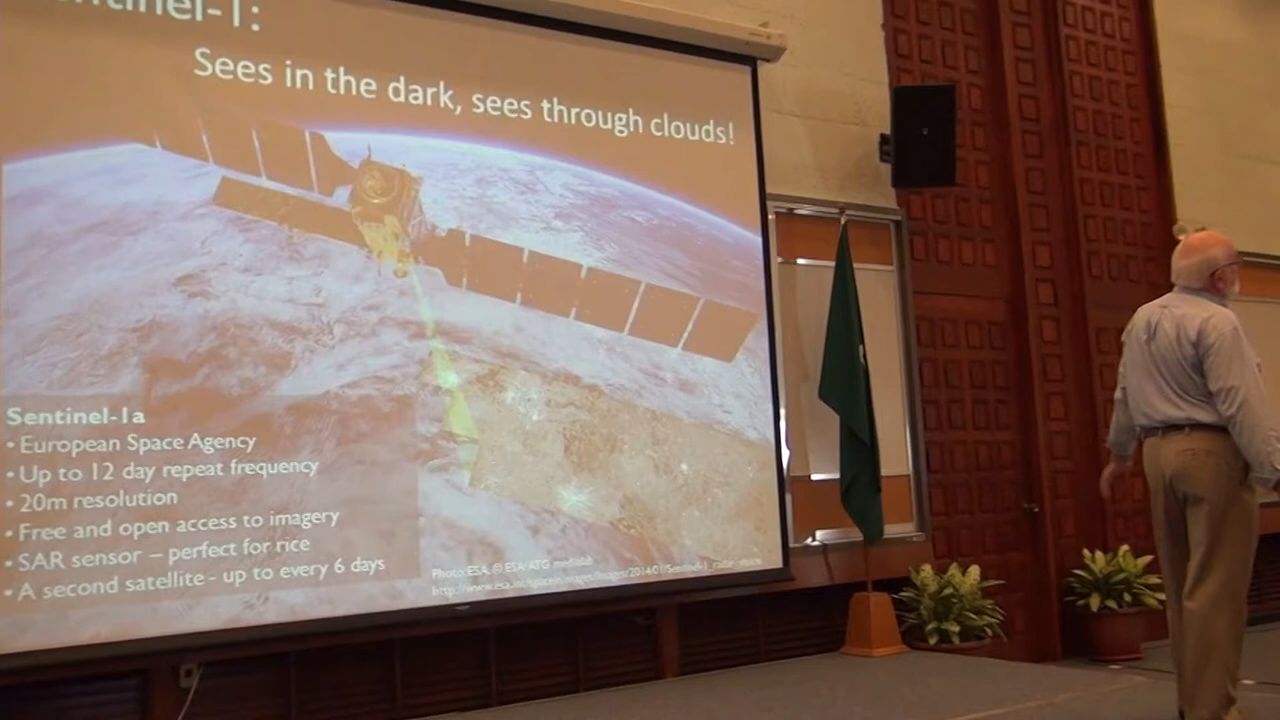 Sentinel-1:
Sees in the dark, sees through clouds!
Sentinel-1a
• European Space Agency
• Up to 12 day repeat frequency
• 20m resolution
• Free and open access to imagery
• SAR sensor – perfect for rice
• A second satellite - up to every 6 days
Photo: ESA © ESA/ATG medialab